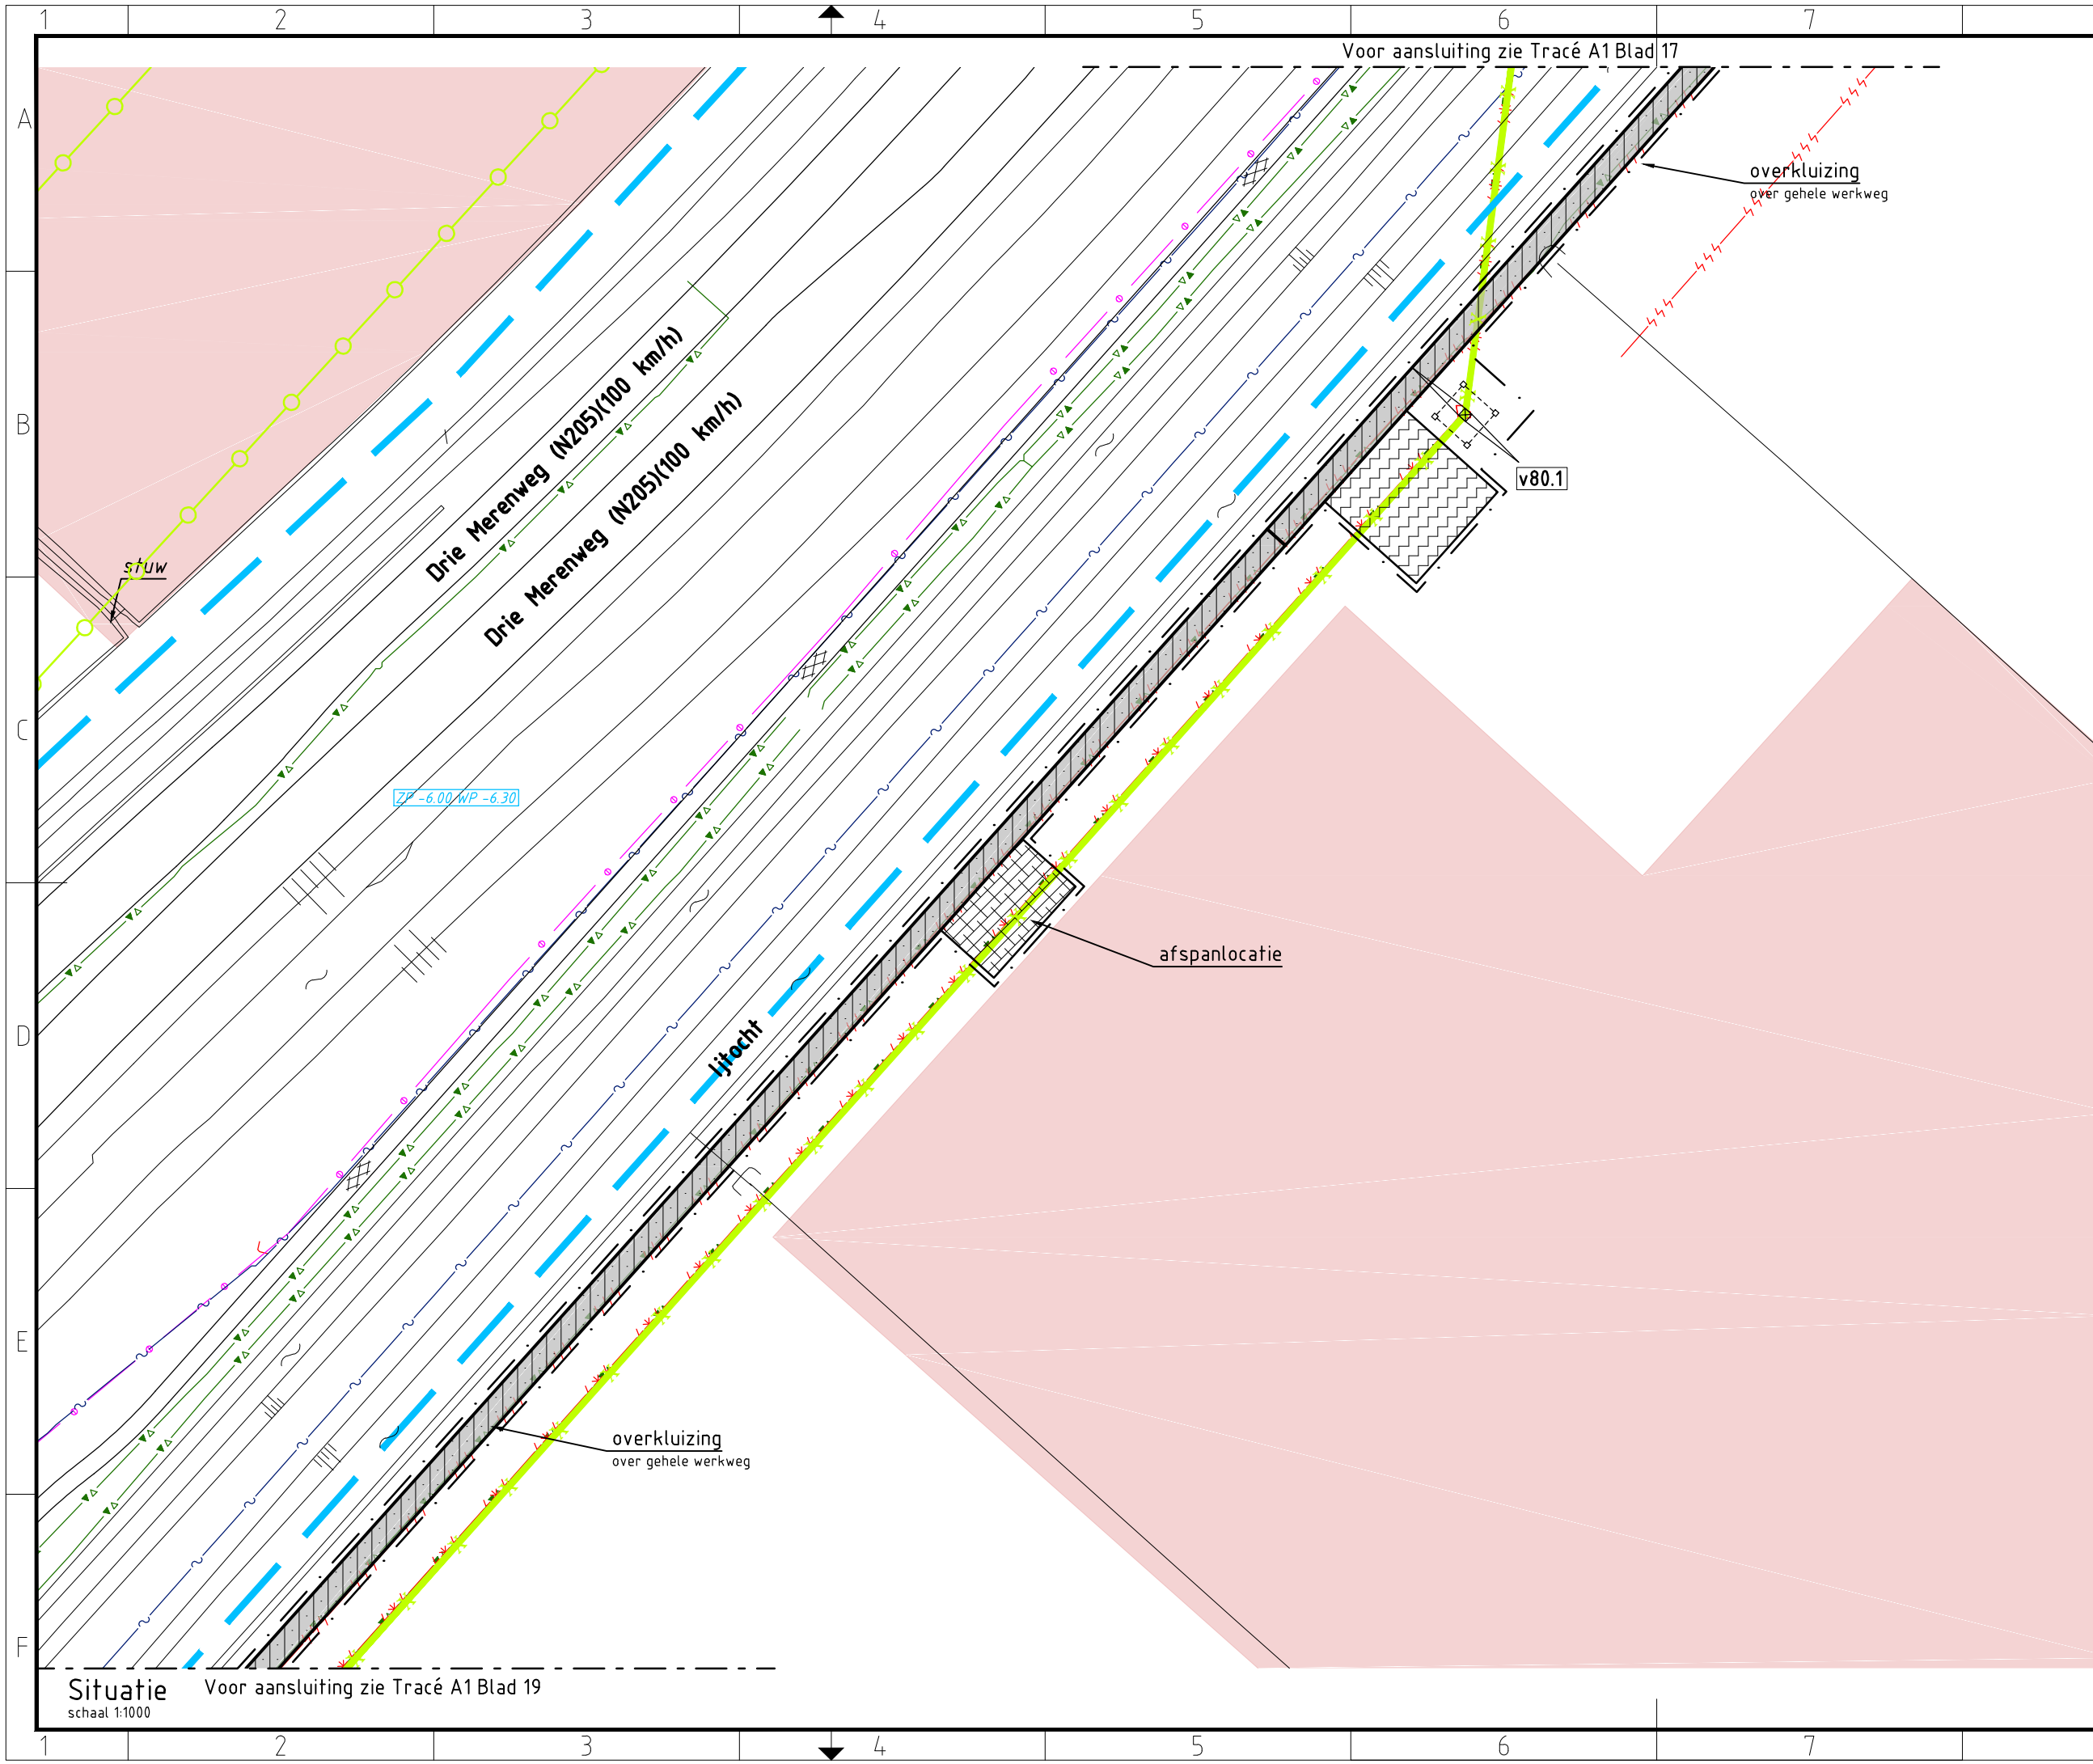 1 2 3 4 5 6 7
Voor aansluiting zie Tracé A1 Blad 17
A
overkluizing
over gehele werkweg
B
Drie Merenweg (N205)(100 km/h)
Drie Merenweg (N205)(100 km/h)
v80.1
stuw
C
ZP -6.00 WP -6.30
afspanlocatie
D
Ijtocht
E
overkluizing
over gehele werkweg
F
Situatie
schaal 1:1000
Voor aansluiting zie Tracé A1 Blad 19
1 2 3 4 5 6 7